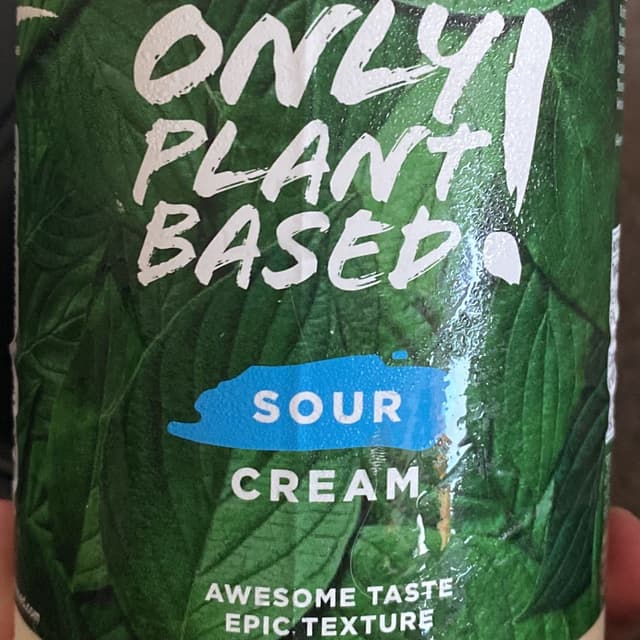 ONLY
PLANT
BASED!
SOUR
CREAM
AWESOME TASTE
EPIC TEXTURE